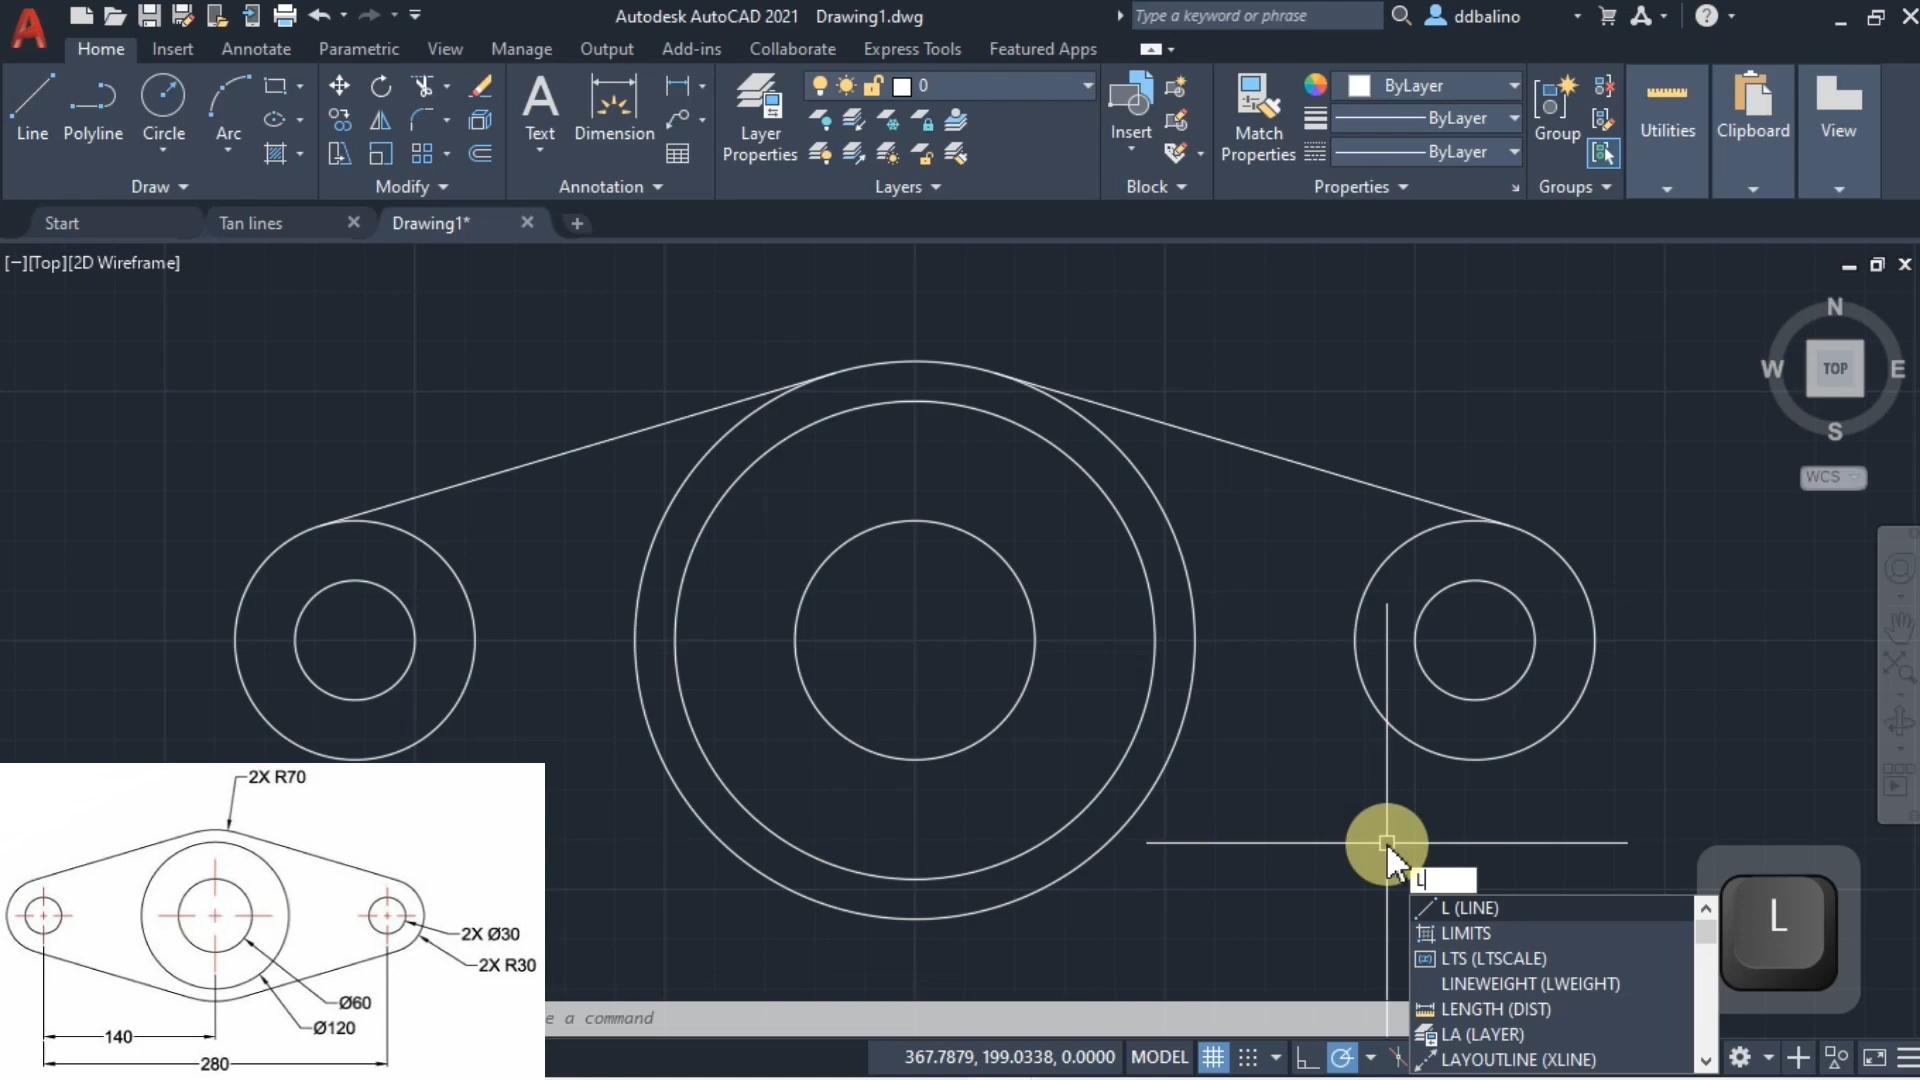 Autodesk AutoCAD 2021 Drawing1.dwg
Type a keyword or phrase
ddbalino
Home Insert Annotate Parametric View Manage Output Add-ins Collaborate Express Tools Featured Apps
Line Polyline Circle Arc
Text Dimension
Layer Properties
0
Insert
Match Properties
ByLayer
ByLayer
ByLayer
Group
Utilities
Clipboard
View
Draw Modify Annotation Layers Block Properties Groups
Start Tan lines Drawing1*
[−][Top][2D Wireframe]
N
W TOP E
S
WCS
2X R70
2X Ø30
2X R30
Ø60
Ø120
140
280
L
L (LINE)
LIMITS
LTS (LTSCALE)
LINEWEIGHT (LWEIGHT)
LENGTH (DIST)
LA (LAYER)
LAYOUTLINE (XLINE)
L
e a command
367.7879, 199.0338, 0.0000 MODEL